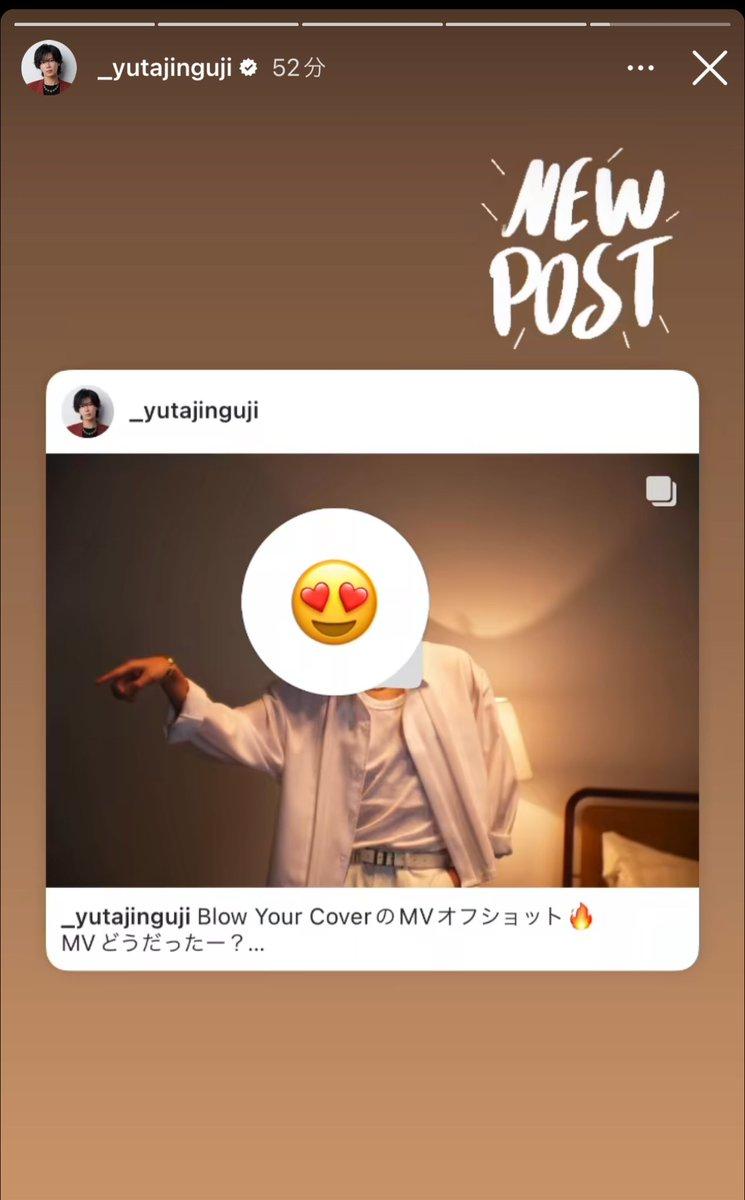 _yutajinguji 52分
NEW
POST
_yutajinguji
_yutajinguji Blow Your CoverのMVオフショット🔥
MVどうだったー？...